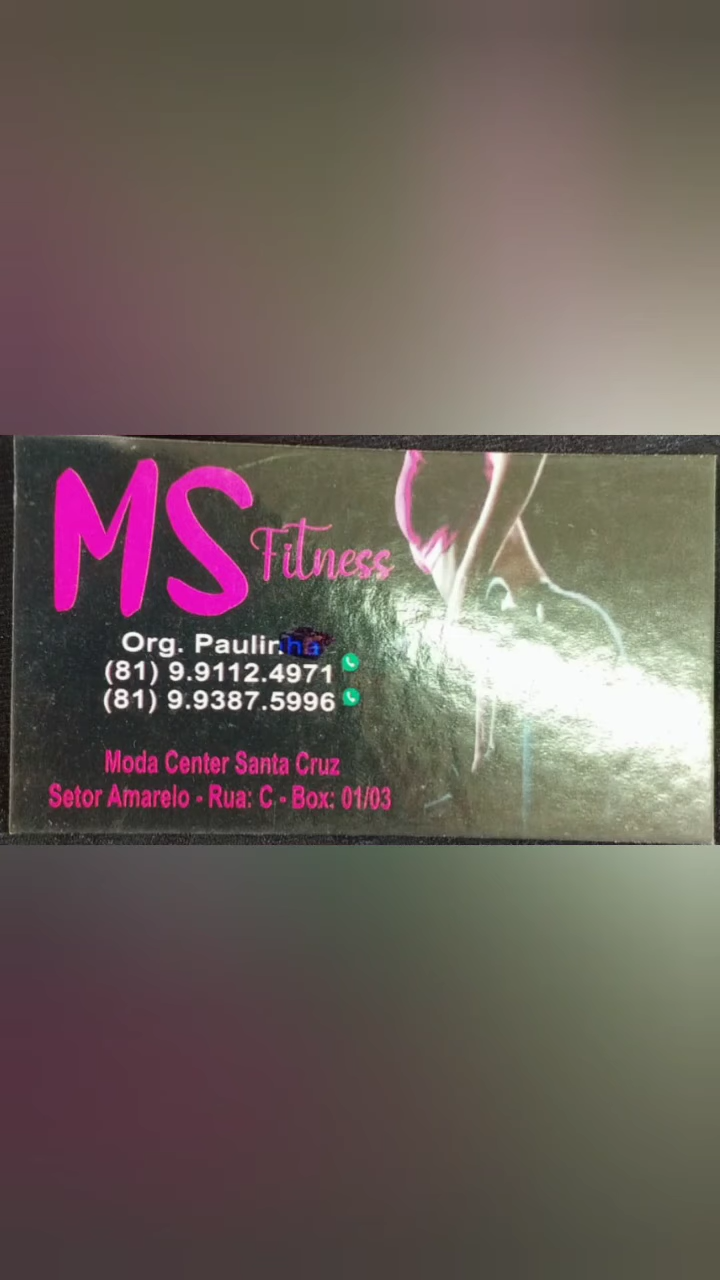 MS Fitness
Org. Paulinha
(81) 9.9112.4971
(81) 9.9387.5996
Moda Center Santa Cruz
Setor Amarelo - Rua: C - Box: 01/03